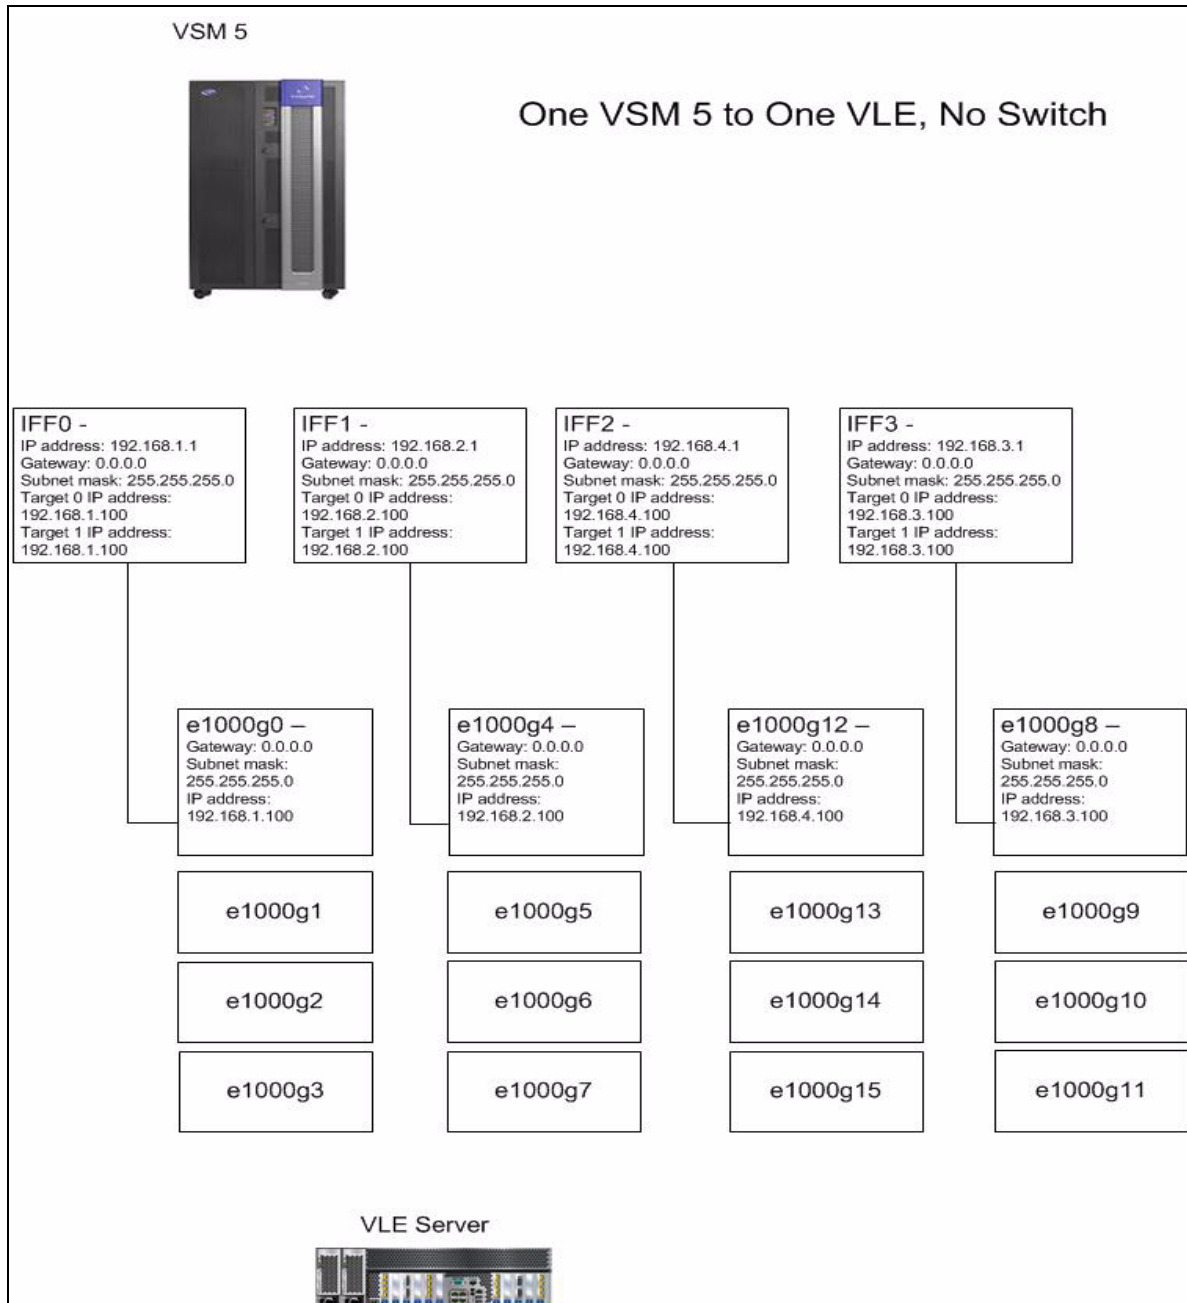 VSM 5
One VSM 5 to One VLE, No Switch
IFF0 -
IP address: 192.168.1.1
Gateway: 0.0.0.0
Subnet mask: 255.255.255.0
Target 0 IP address:
192.168.1.100
Target 1 IP address:
192.168.1.100
IFF1 -
IP address: 192.168.2.1
Gateway: 0.0.0.0
Subnet mask: 255.255.255.0
Target 0 IP address:
192.168.2.100
Target 1 IP address:
192.168.2.100
IFF2 -
IP address: 192.168.4.1
Gateway: 0.0.0.0
Subnet mask: 255.255.255.0
Target 0 IP address:
192.168.4.100
Target 1 IP address:
192.168.4.100
IFF3 -
IP address: 192.168.3.1
Gateway: 0.0.0.0
Subnet mask: 255.255.255.0
Target 0 IP address:
192.168.3.100
Target 1 IP address:
192.168.3.100
e1000g0 –
Gateway: 0.0.0.0
Subnet mask:
255.255.255.0
IP address:
192.168.1.100
e1000g4 –
Gateway: 0.0.0.0
Subnet mask:
255.255.255.0
IP address:
192.168.2.100
e1000g12 –
Gateway: 0.0.0.0
Subnet mask:
255.255.255.0
IP address:
192.168.4.100
e1000g8 –
Gateway: 0.0.0.0
Subnet mask:
255.255.255.0
IP address:
192.168.3.100
e1000g1
e1000g5
e1000g13
e1000g9
e1000g2
e1000g6
e1000g14
e1000g10
e1000g3
e1000g7
e1000g15
e1000g11
VLE Server